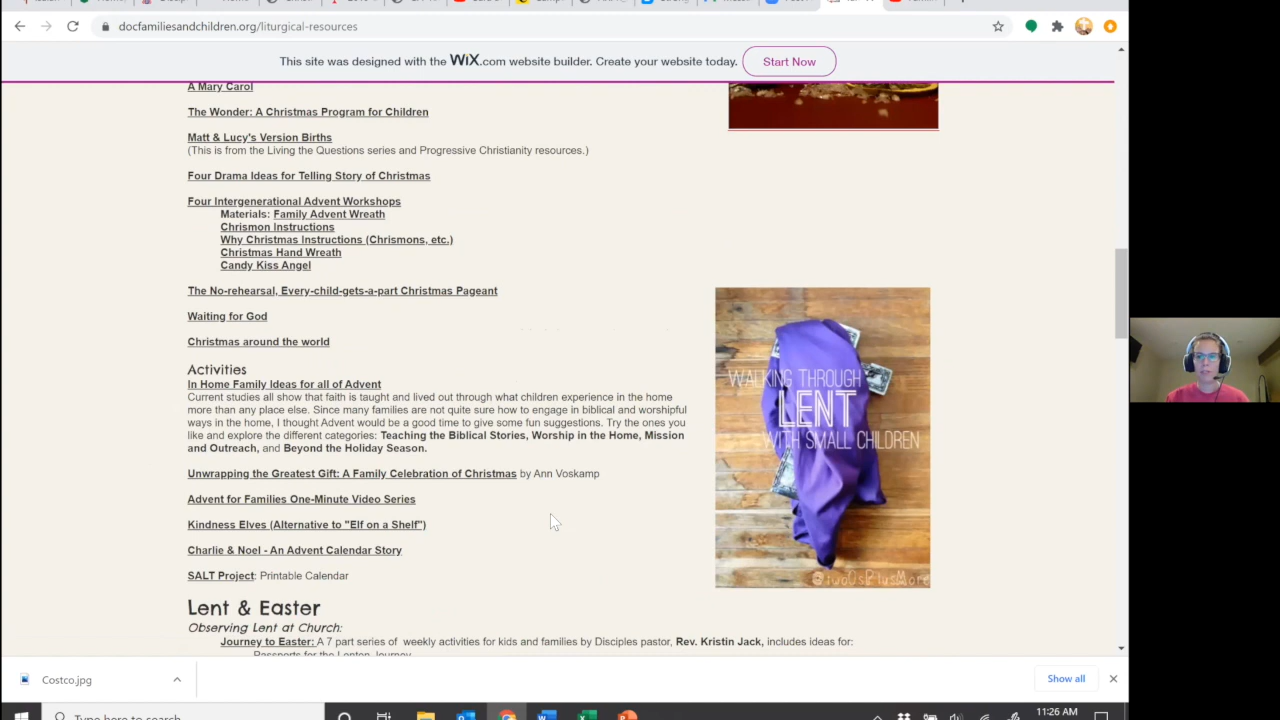 docfamiliesandchildren.org/liturgical-resources
This site was designed with the WiX.com website builder. Create your website today. Start Now
A Mary Carol
The Wonder: A Christmas Program for Children
Matt & Lucy's Version Births
(This is from the Living the Questions series and Progressive Christianity resources.)
Four Drama Ideas for Telling Story of Christmas
Four Intergenerational Advent Workshops
Materials: Family Advent Wreath
Chrismon Instructions
Why Christmas Instructions (Chrismons, etc.)
Christmas Hand Wreath
Candy Kiss Angel
The No-rehearsal, Every-child-gets-a-part Christmas Pageant
Waiting for God
Christmas around the world
Activities
In Home Family Ideas for all of Advent
Current studies all show that faith is taught and lived out through what children experience in the home
more than any place else. Since many families are not quite sure how to engage in biblical and worshipful
ways in the home, I thought Advent would be a good time to give some fun suggestions. Try the ones you
like and explore the different categories: Teaching the Biblical Stories, Worship in the Home, Mission
and Outreach, and Beyond the Holiday Season.
Unwrapping the Greatest Gift: A Family Celebration of Christmas by Ann Voskamp
Advent for Families One-Minute Video Series
Kindness Elves (Alternative to "Elf on a Shelf")
Charlie & Noel - An Advent Calendar Story
SALT Project: Printable Calendar
WALKING THROUGH
LENT
WITH SMALL CHILDREN
@twoOsPlusMore
Lent & Easter
Observing Lent at Church:
Journey to Easter: A 7 part series of weekly activities for kids and families by Disciples pastor, Rev. Kristin Jack, includes ideas for:
Passports for the Lenten Journey
Costco.jpg
Show all
Type here to search
11:26 AM